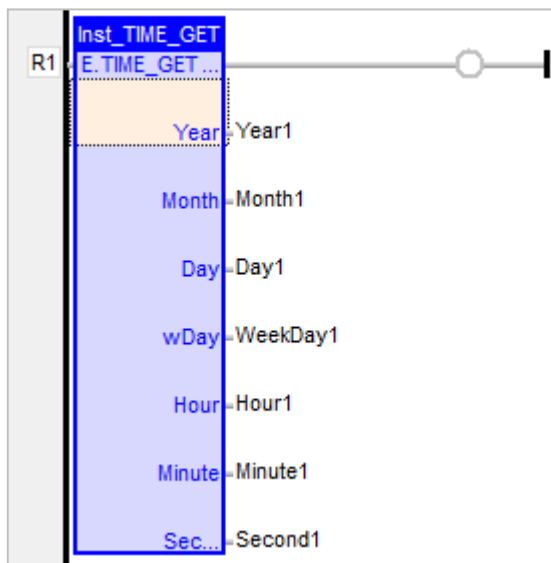 Inst_TIME_GET
R1 E.TIME_GET ...
Year Year1
Month Month1
Day Day1
wDay WeekDay1
Hour Hour1
Minute Minute1
Sec... Second1